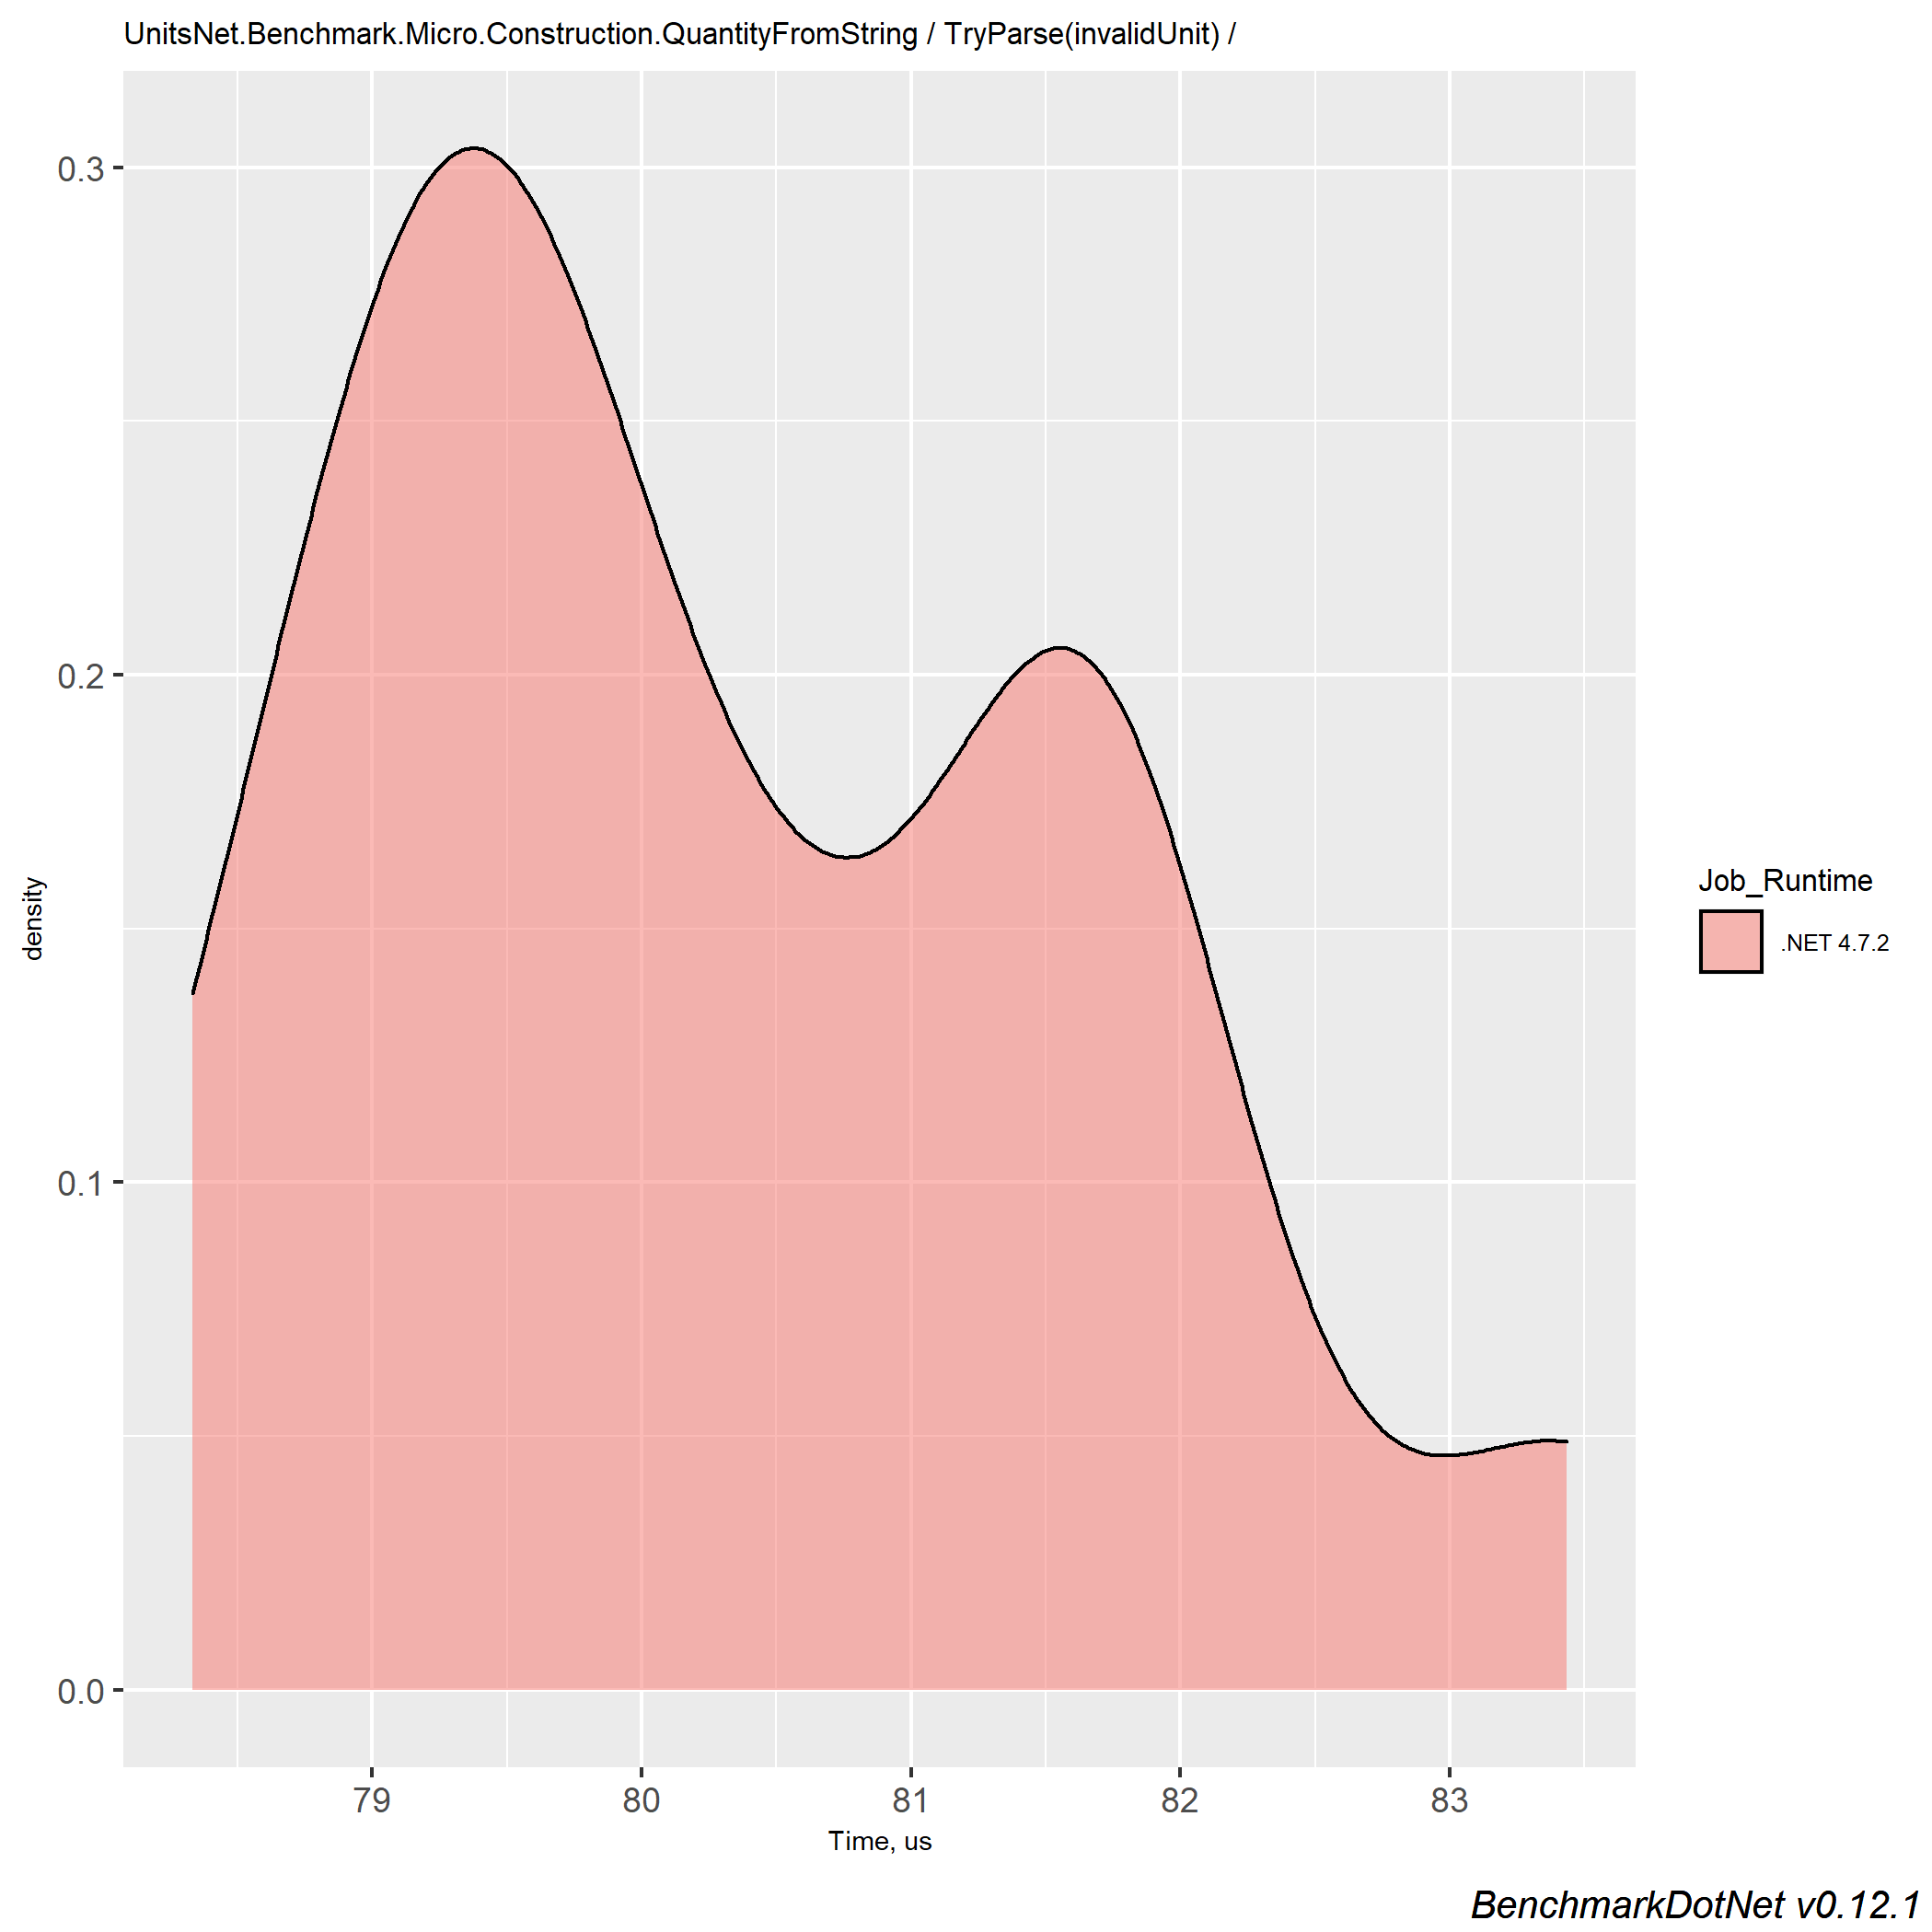 UnitsNet.Benchmark.Micro.Construction.QuantityFromString / TryParse(invalidUnit) /
0.3
0.2
0.1
0.0
density
79 80 81 82 83
Time, us
Job_Runtime
.NET 4.7.2
BenchmarkDotNet v0.12.1